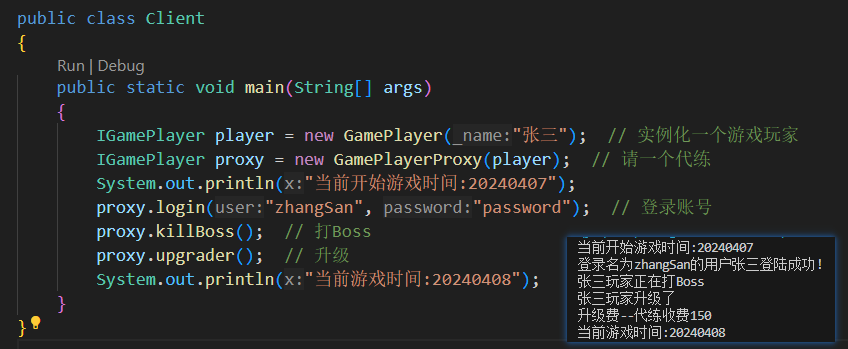 public class Client
{
Run | Debug
public static void main(String[] args)
{
IGamePlayer player = new GamePlayer(_name:"张三");  // 实例化一个游戏玩家
IGamePlayer proxy = new GamePlayerProxy(player);  // 请一个代练
System.out.println(x:"当前开始游戏时间:20240407");
proxy.login(user:"zhangSan", password:"password");  // 登录账号
proxy.killBoss();  // 打Boss
proxy.upgrader();  // 升级
System.out.println(x:"当前游戏时间:20240408");
}
}
当前开始游戏时间:20240407
登录名为zhangSan的用户张三登陆成功!
张三玩家正在打Boss
张三玩家升级了
升级费--代练收费150
当前游戏时间:20240408